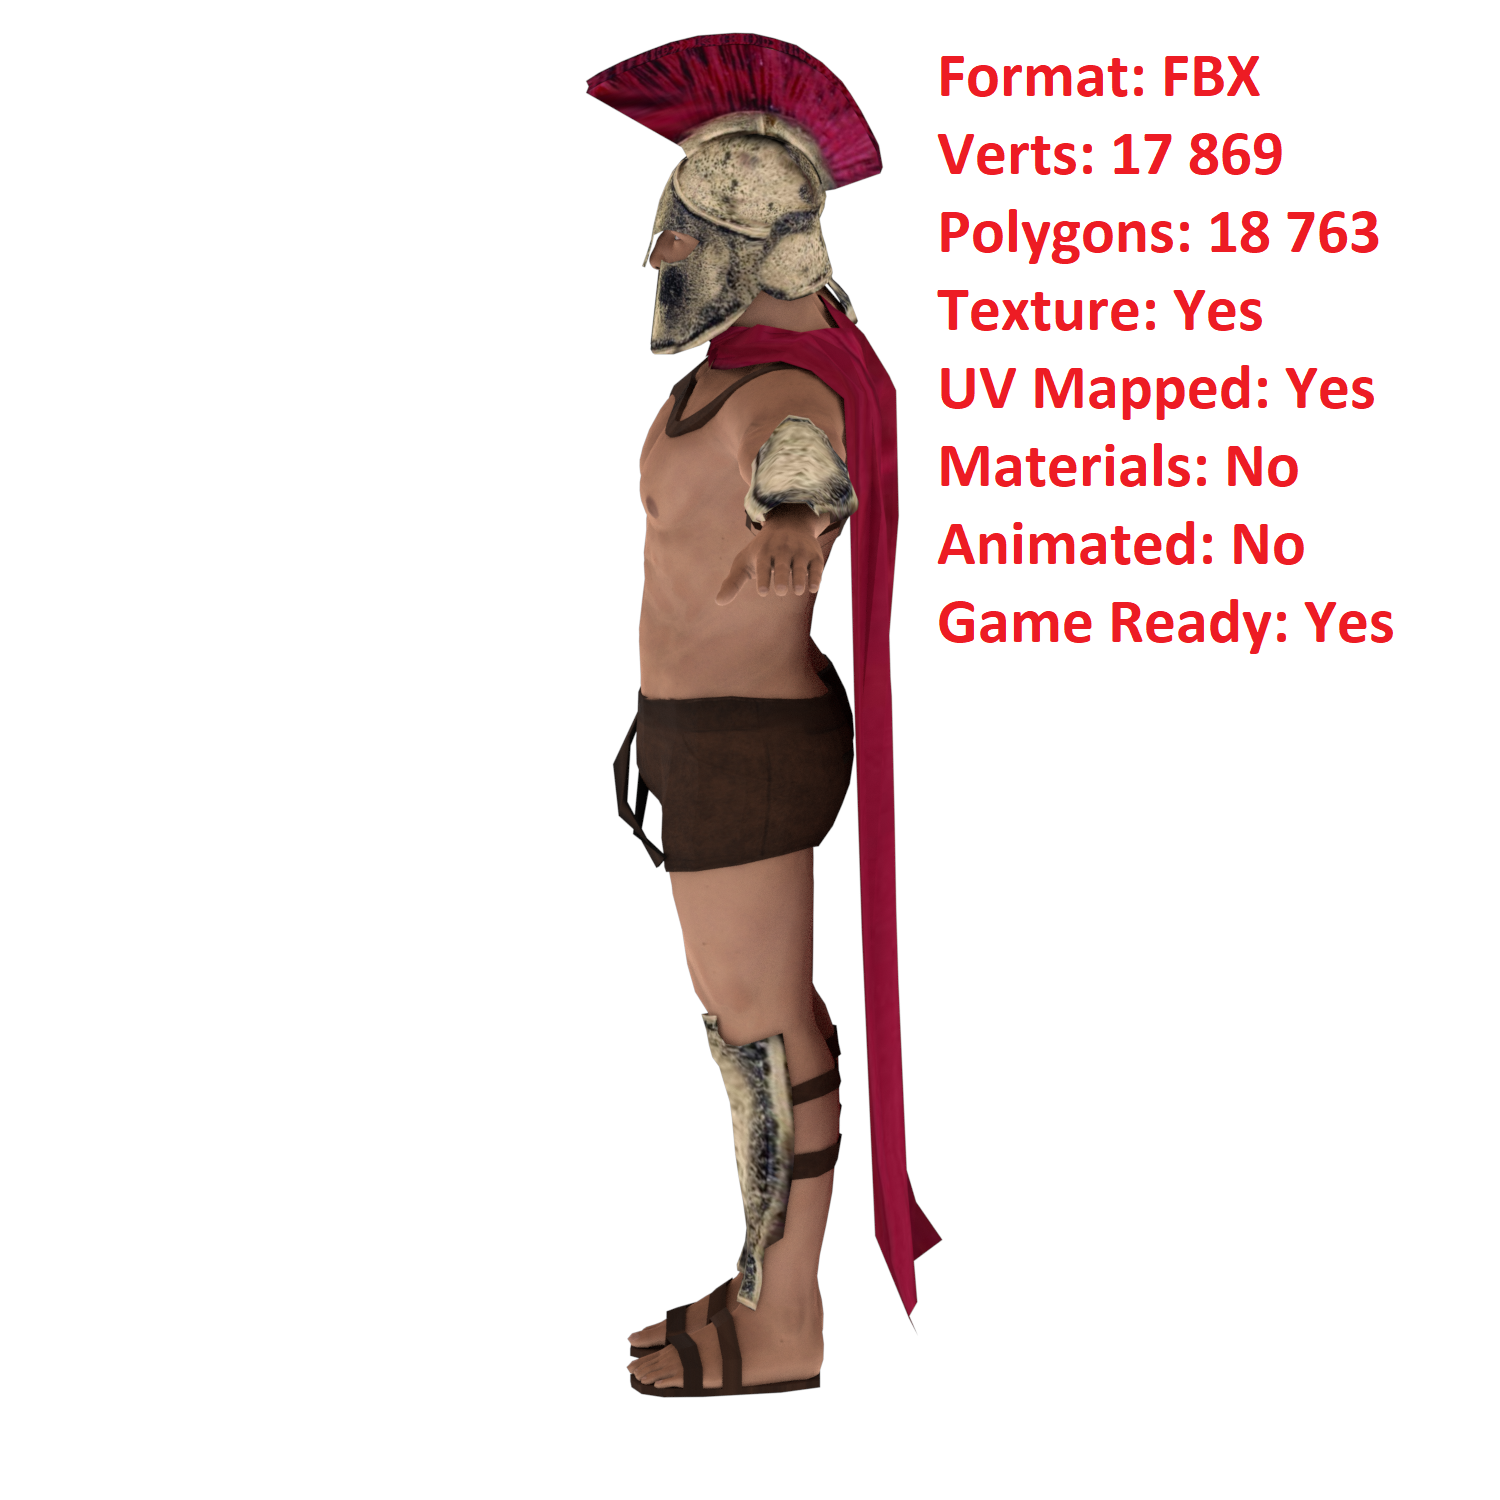 Format: FBX
Verts: 17 869
Polygons: 18 763
Texture: Yes
UV Mapped: Yes
Materials: No
Animated: No
Game Ready: Yes